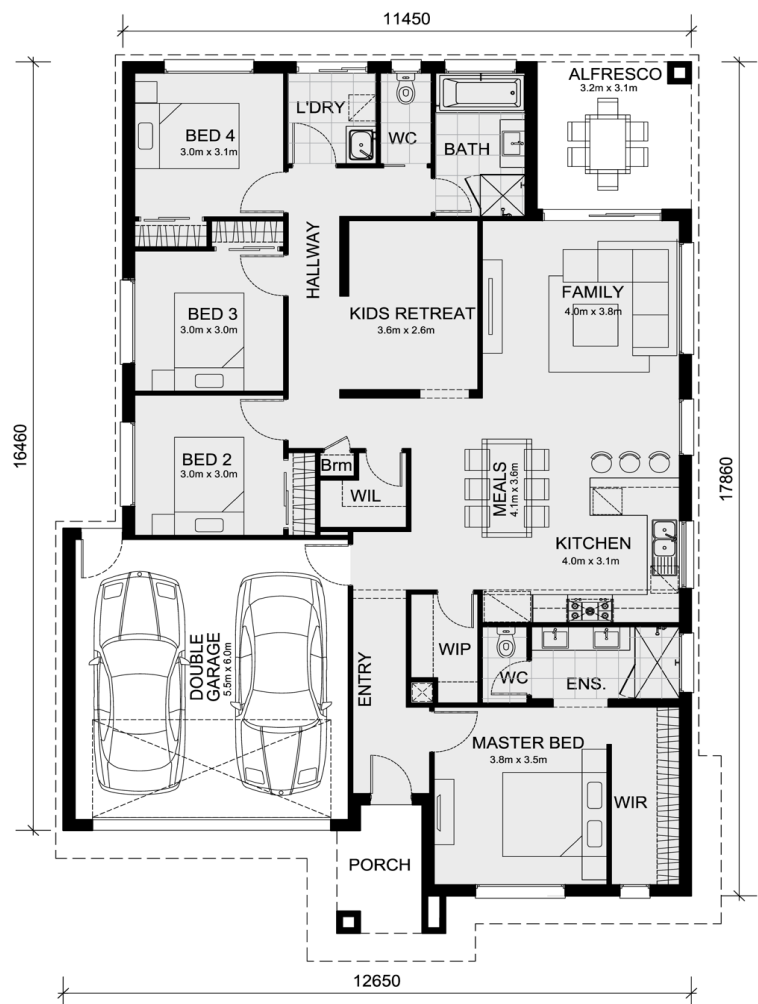 11450
ALFRESCO
3.2m x 3.1m
L'DRY
BED 4
3.0m x 3.1m
WC
BATH
HALLWAY
FAMILY
4.0m x 3.8m
BED 3
3.0m x 3.0m
KIDS RETREAT
3.6m x 2.6m
16460
17860
BED 2
3.0m x 3.0m
Brm
WIL
MEALS
4.1m x 3.6m
KITCHEN
4.0m x 3.1m
DOUBLE
GARAGE
5.5m x 6.0m
ENTRY
WIP
WC
ENS.
MASTER BED
3.8m x 3.5m
WIR
PORCH
12650